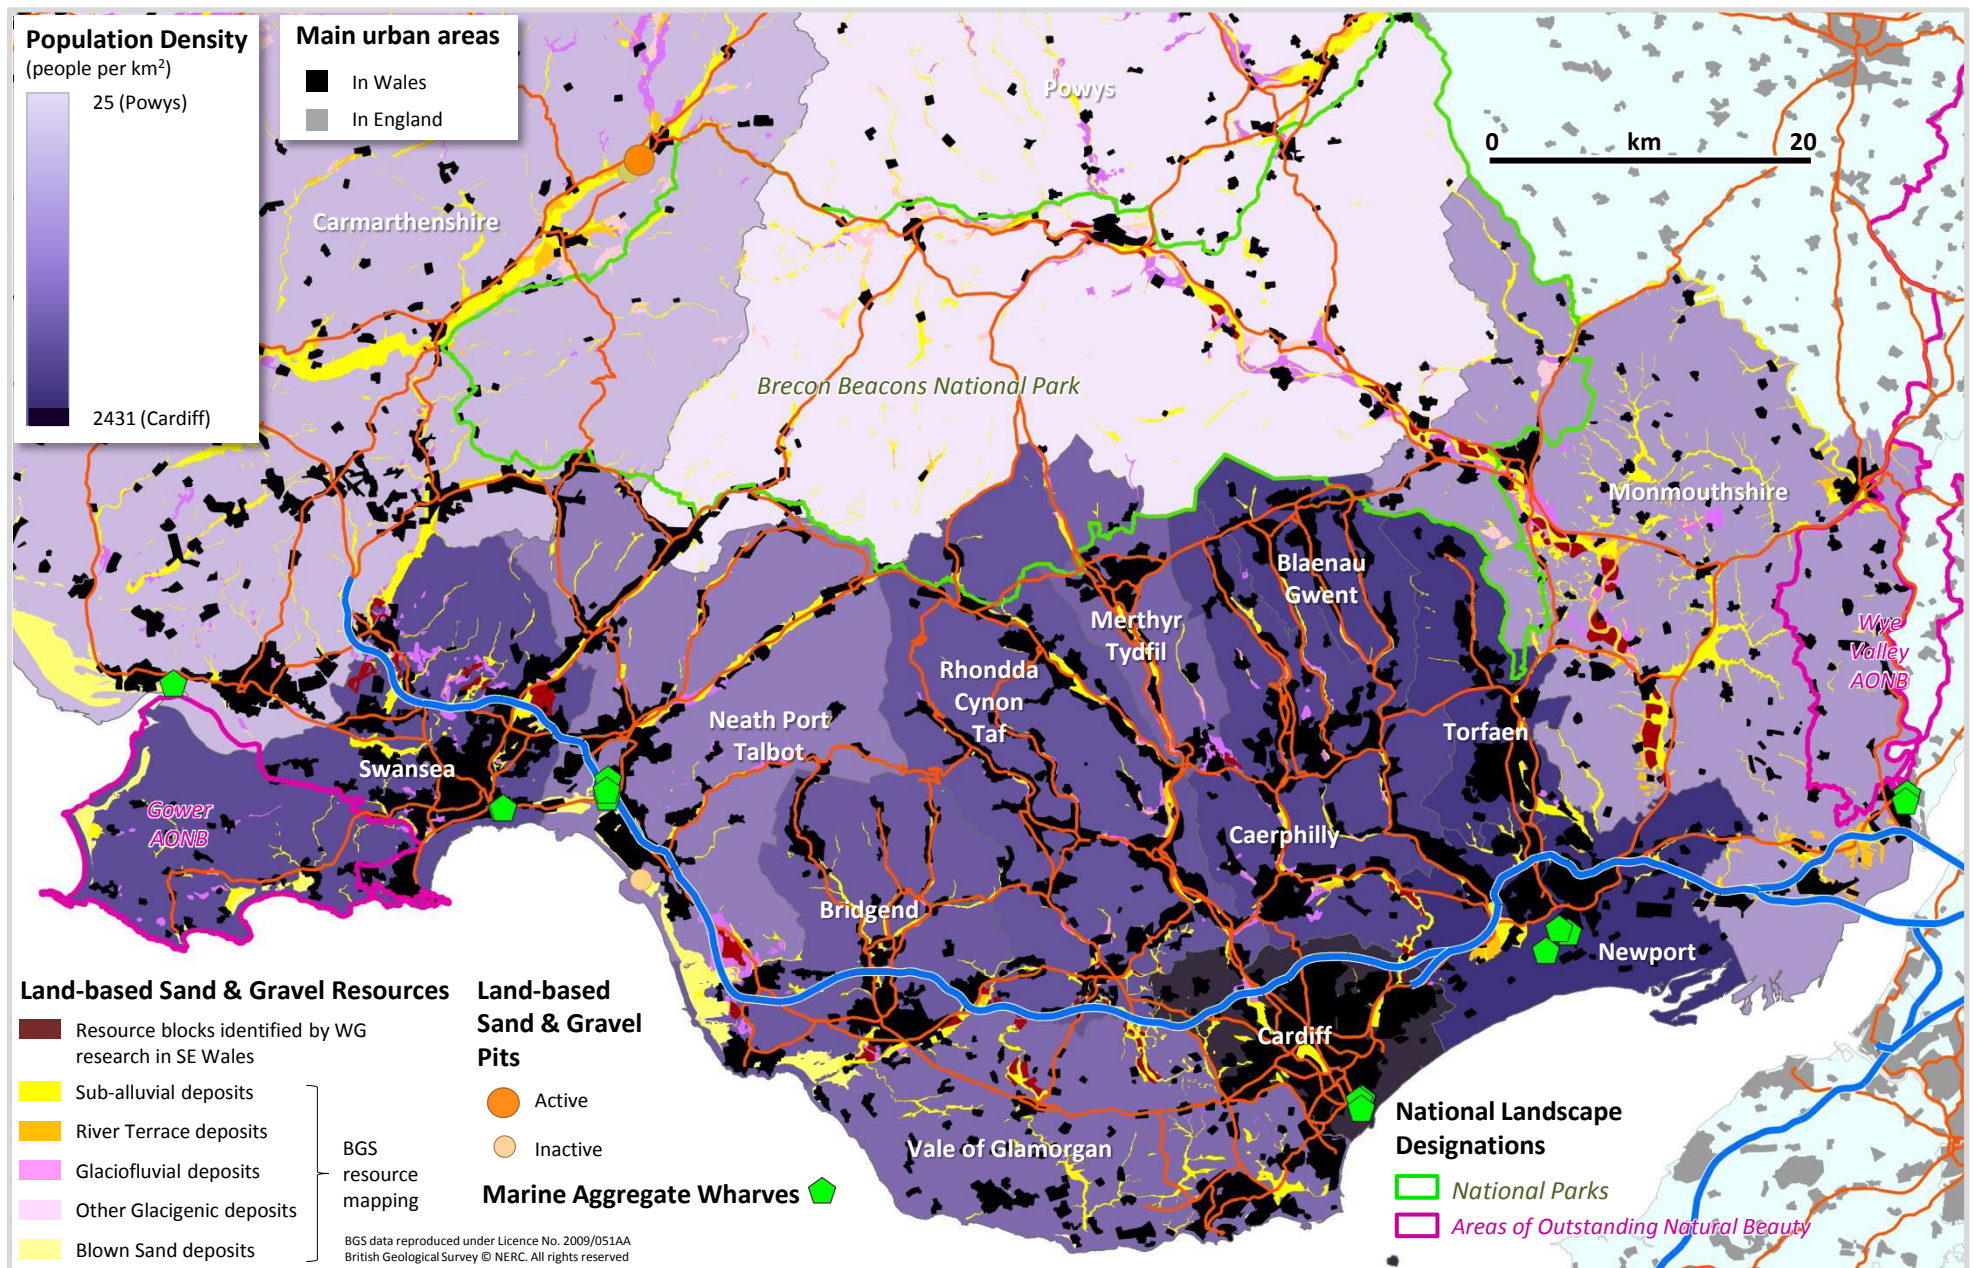 Population Density
(people per km²)
25 (Powys)
2431 (Cardiff)
Main urban areas
In Wales
In England
Powys
0 km 20
Carmarthenshire
Brecon Beacons National Park
Monmouthshire
Blaenau
Gwent
Merthyr
Tydfil
Wye
Valley
AONB
Rhondda
Cynon
Taf
Neath Port
Talbot
Torfaen
Swansea
Gower
AONB
Caerphilly
Bridgend
Newport
Cardiff
Vale of Glamorgan
Land-based Sand & Gravel Resources
Resource blocks identified by WG
research in SE Wales
Sub-alluvial deposits
River Terrace deposits
Glaciofluvial deposits
Other Glacigenic deposits
Blown Sand deposits
BGS
resource
mapping
Land-based
Sand & Gravel
Pits
Active
Inactive
Marine Aggregate Wharves
BGS data reproduced under Licence No. 2009/051AA
British Geological Survey © NERC. All rights reserved
National Landscape
Designations
National Parks
Areas of Outstanding Natural Beauty